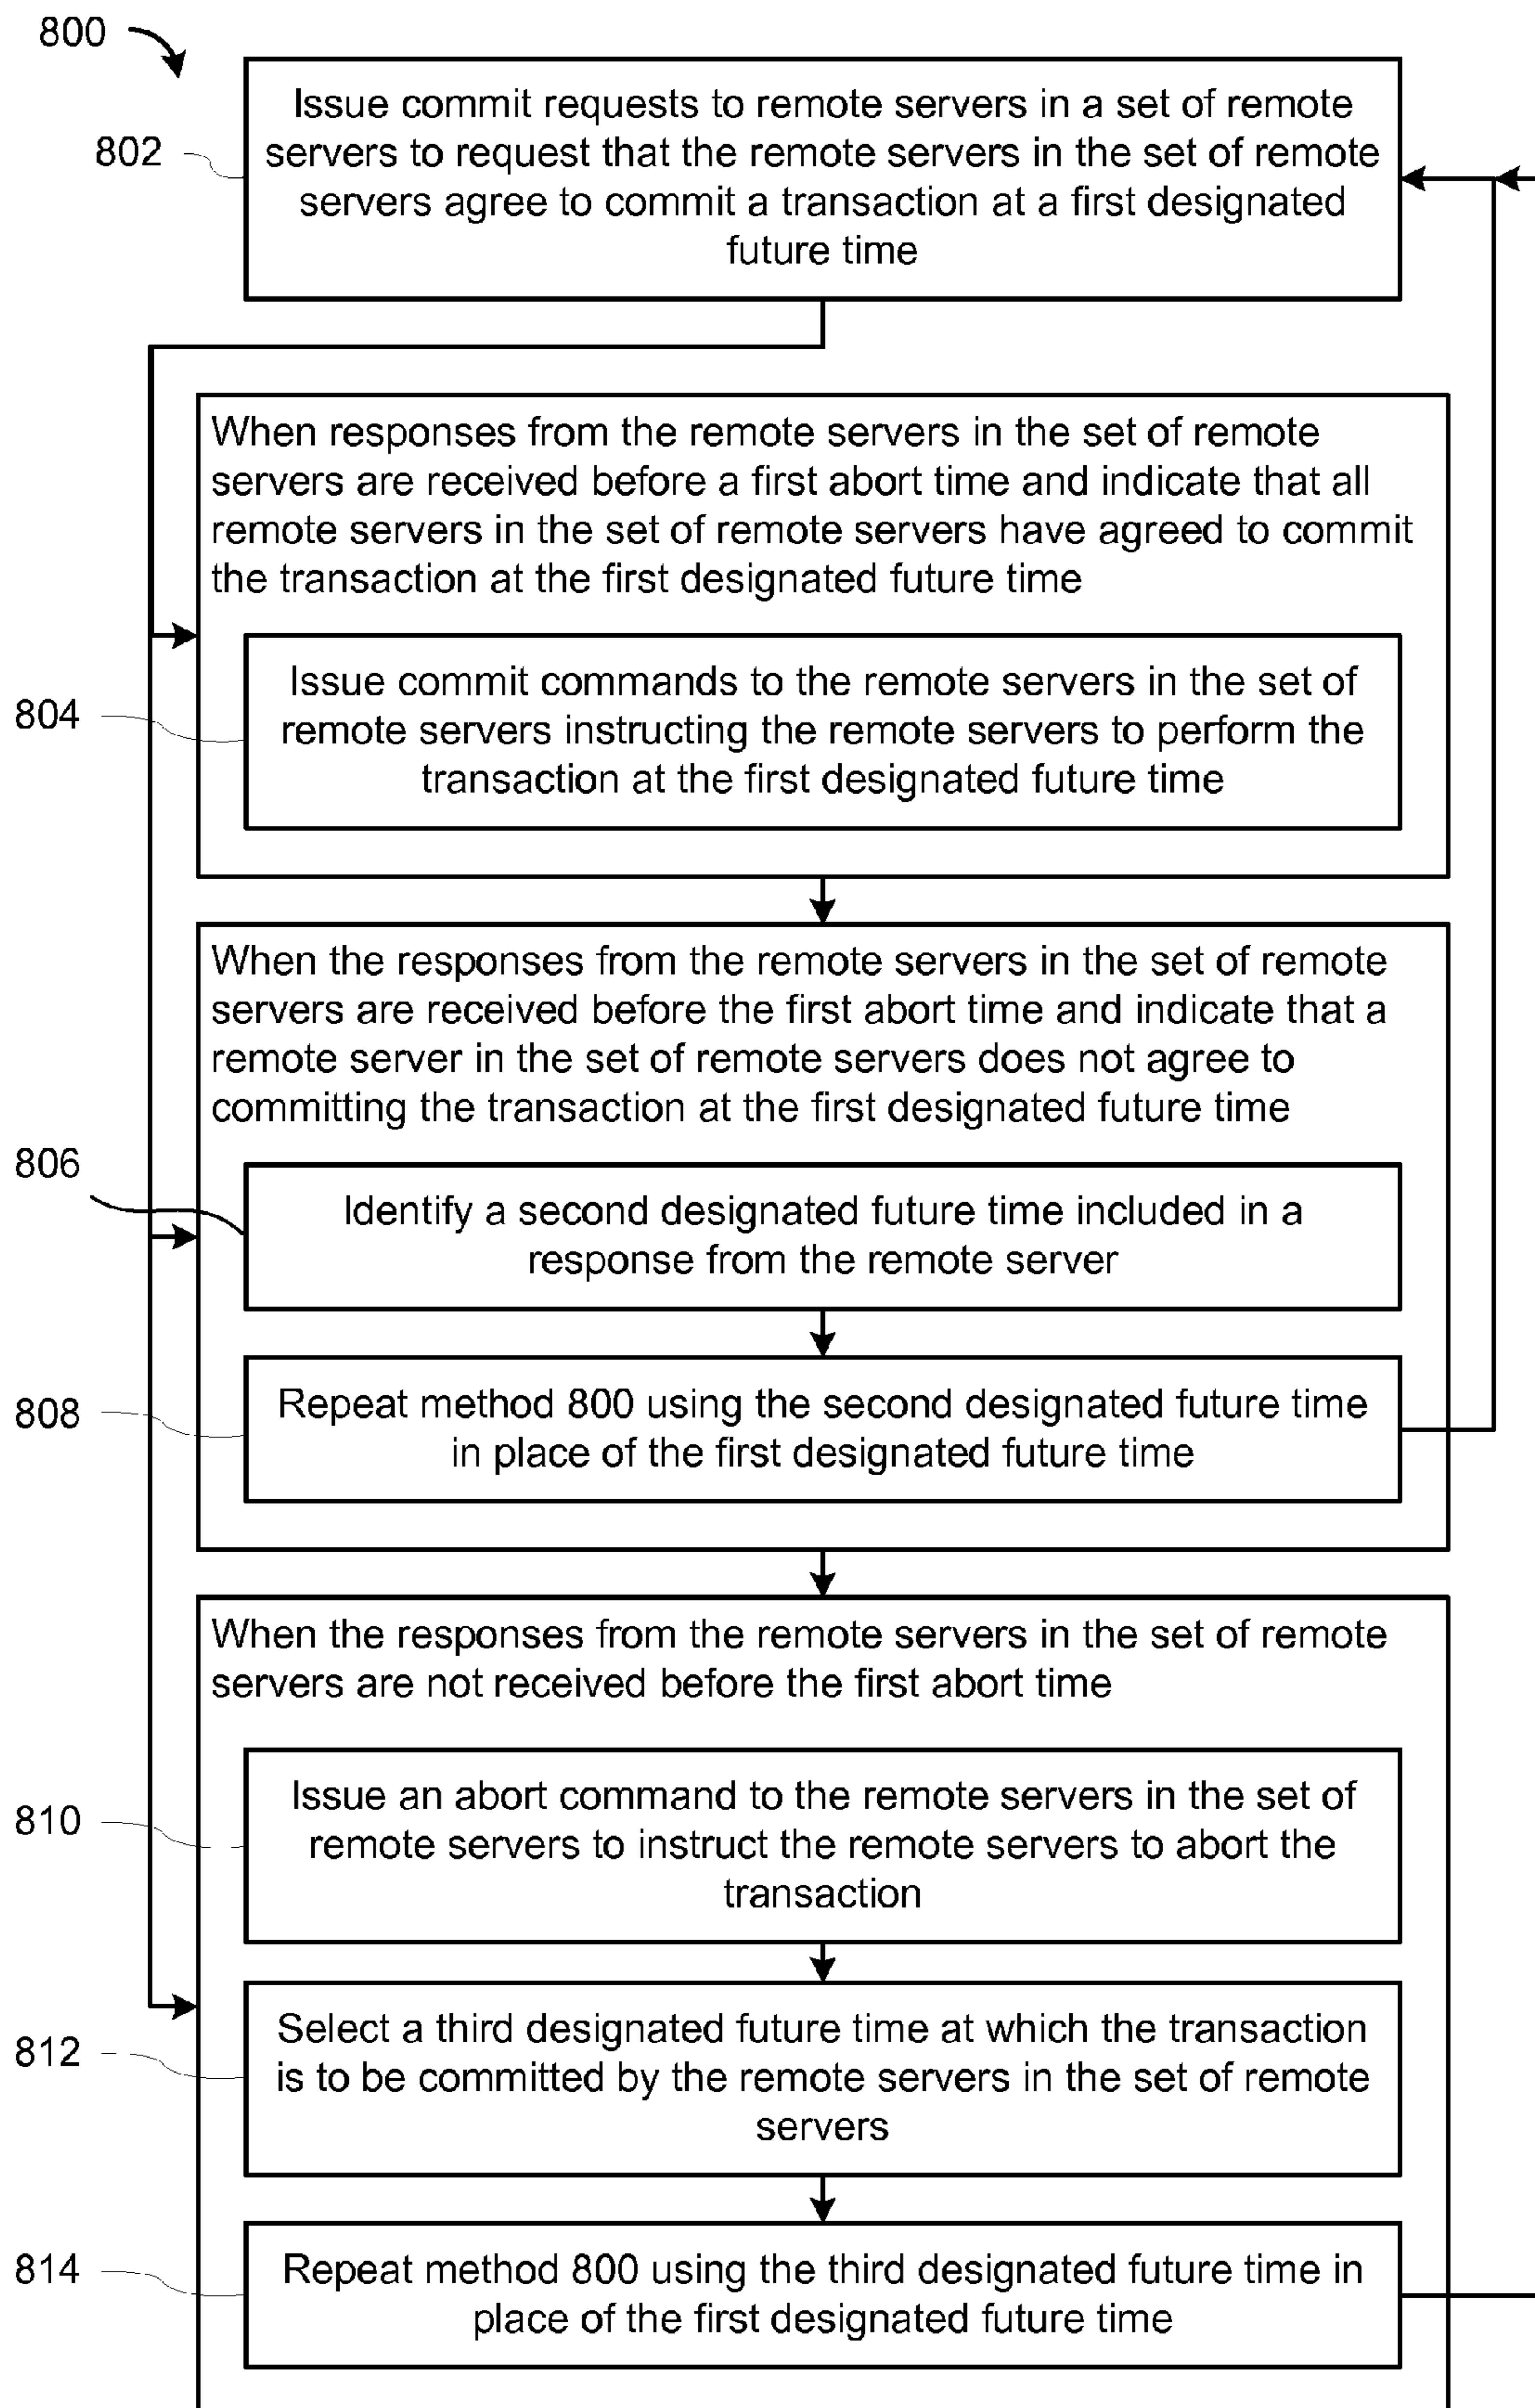 800
802
Issue commit requests to remote servers in a set of remote
servers to request that the remote servers in the set of remote
servers agree to commit a transaction at a first designated
future time
When responses from the remote servers in the set of remote
servers are received before a first abort time and indicate that all
remote servers in the set of remote servers have agreed to commit
the transaction at the first designated future time
804
Issue commit commands to the remote servers in the set of
remote servers instructing the remote servers to perform the
transaction at the first designated future time
When the responses from the remote servers in the set of remote
servers are received before the first abort time and indicate that a
remote server in the set of remote servers does not agree to
committing the transaction at the first designated future time
806
Identify a second designated future time included in a
response from the remote server
808
Repeat method 800 using the second designated future time
in place of the first designated future time
When the responses from the remote servers in the set of remote
servers are not received before the first abort time
810
Issue an abort command to the remote servers in the set of
remote servers to instruct the remote servers to abort the
transaction
812
Select a third designated future time at which the transaction
is to be committed by the remote servers in the set of remote
servers
814
Repeat method 800 using the third designated future time in
place of the first designated future time